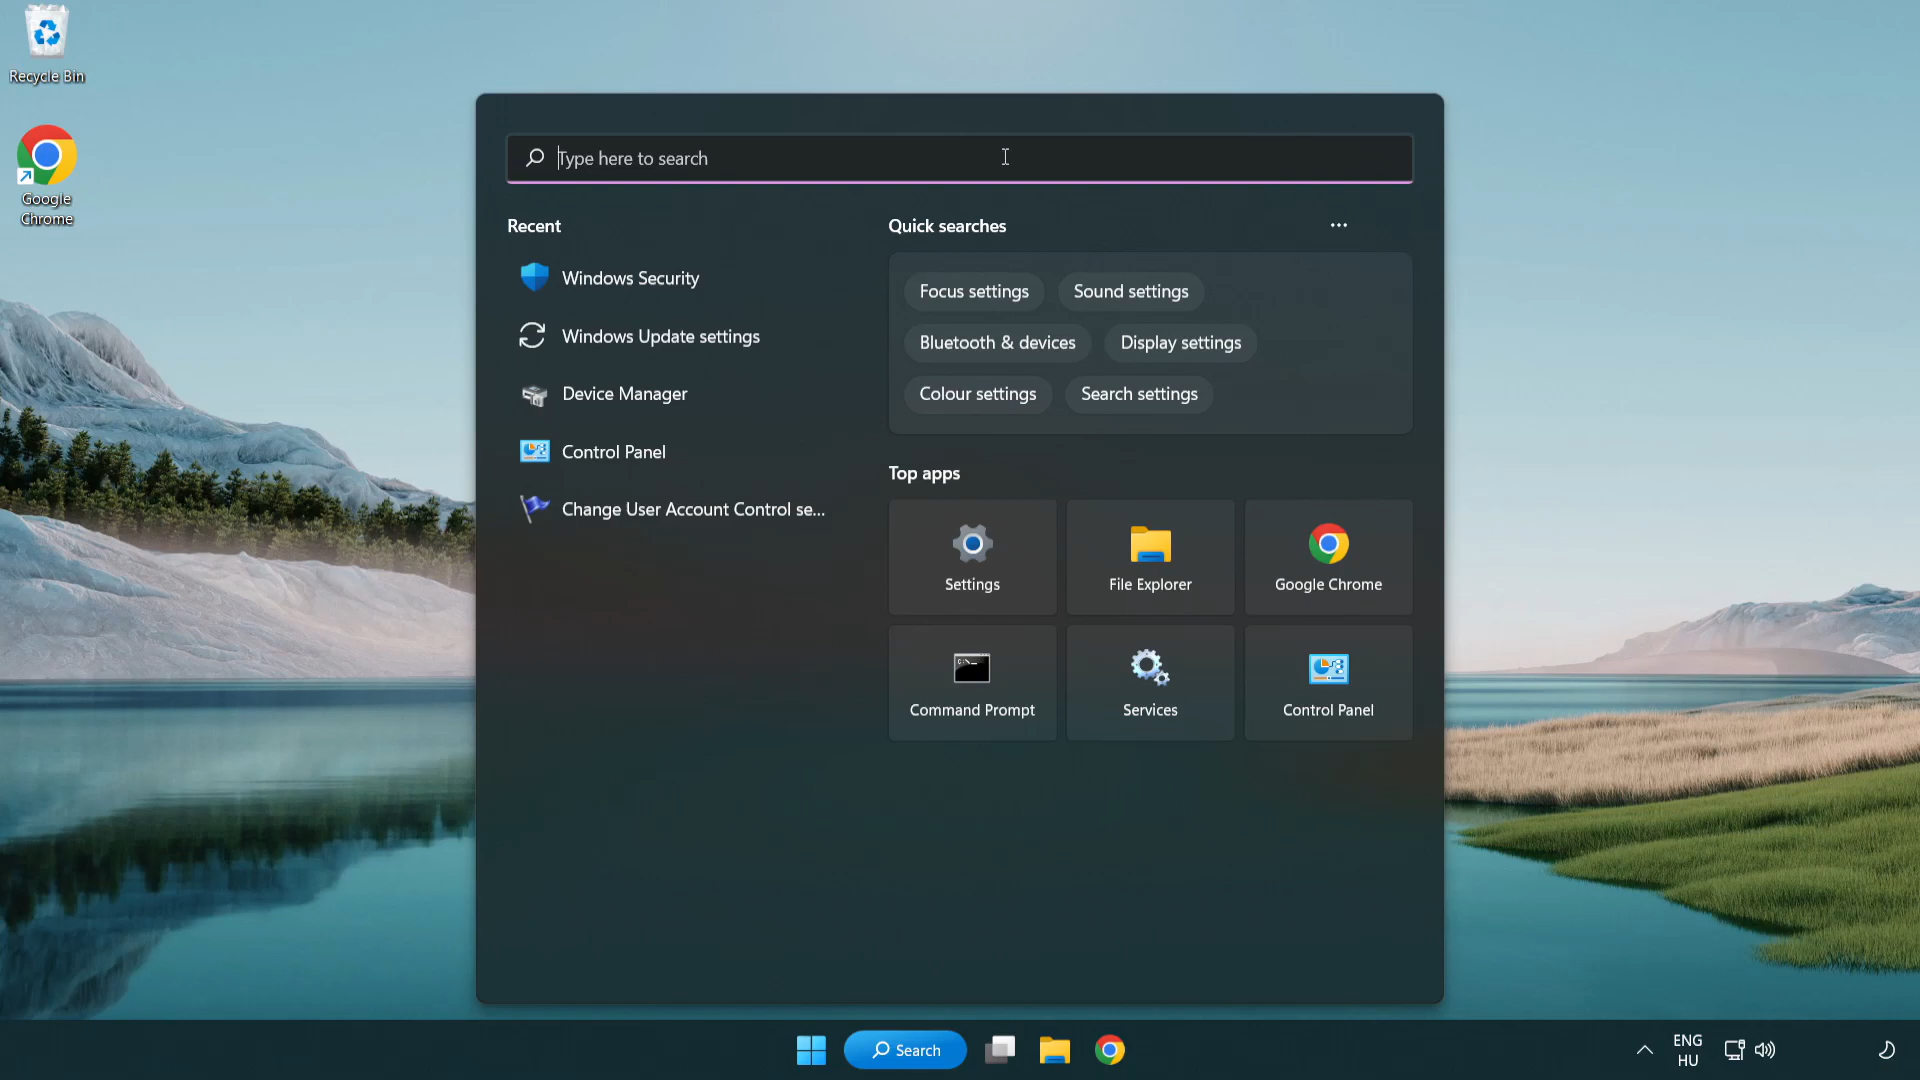 Recycle Bin
Google
Chrome
Type here to search
Recent
Quick searches
Windows Security
Windows Update settings
Device Manager
Control Panel
Change User Account Control se...
Focus settings
Sound settings
Bluetooth & devices
Display settings
Colour settings
Search settings
Top apps
Settings
File Explorer
Google Chrome
Command Prompt
Services
Control Panel
Search
ENG
HU